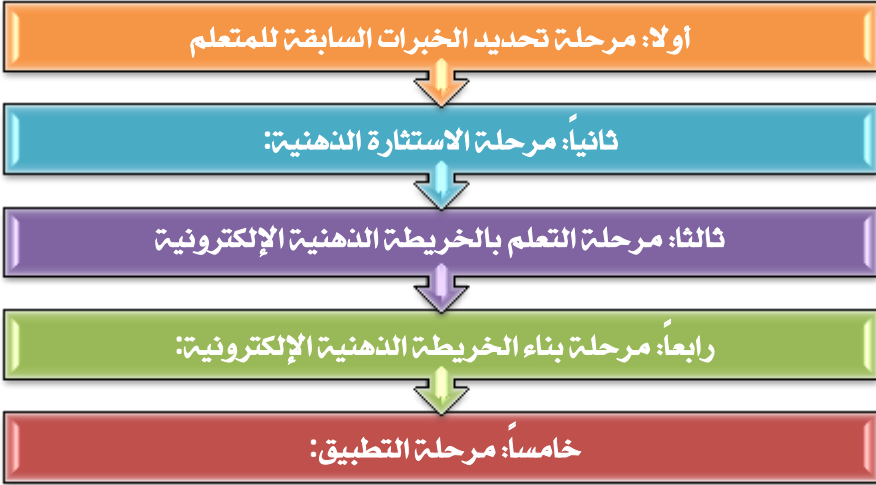 أولا: مرحلة تحديد الخبرات السابقة للمتعلم
ثانياً: مرحلة الاستثارة الذهنية:
ثالثا: مرحلة التعلم بالخريطة الذهنية الإلكترونية
رابعاً: مرحلة بناء الخريطة الذهنية الإلكترونية:
خامساً: مرحلة التطبيق: